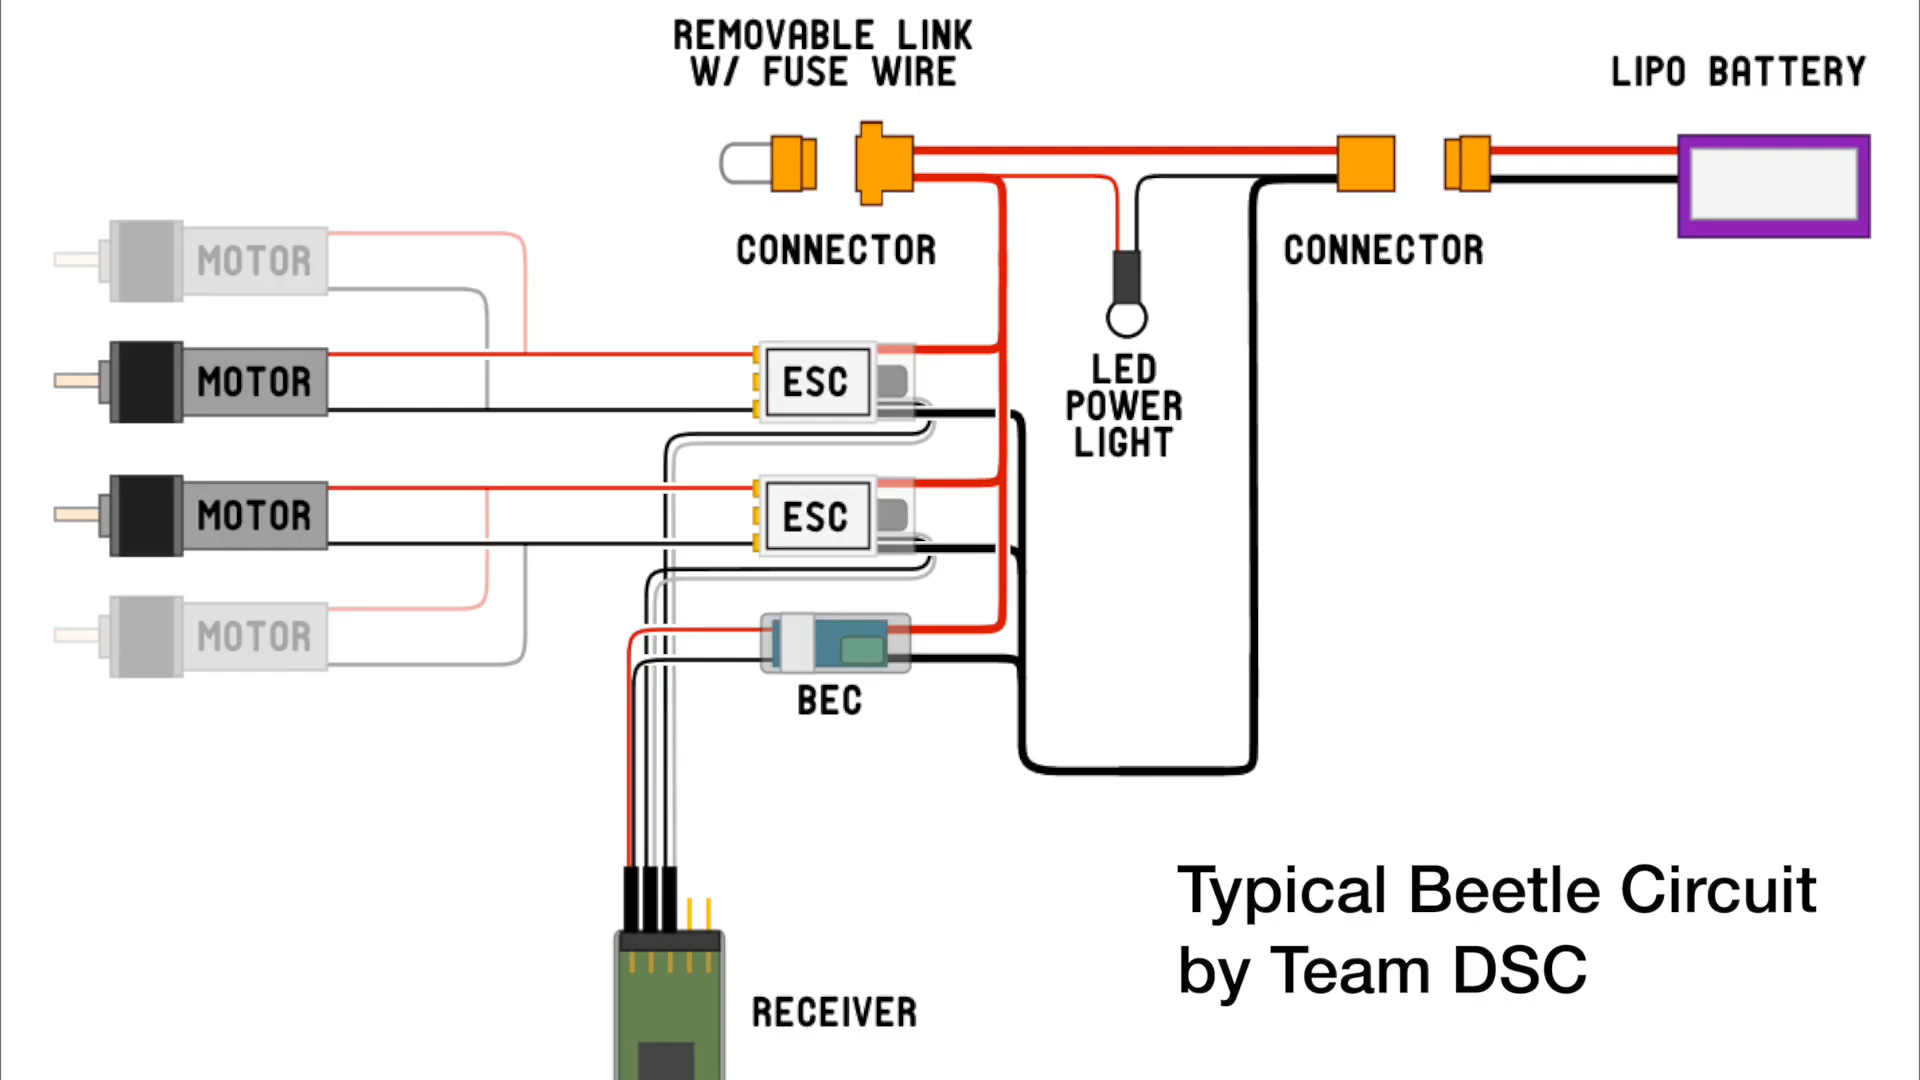 REMOVABLE LINK
W/ FUSE WIRE
LIPO BATTERY
CONNECTOR
CONNECTOR
MOTOR
MOTOR
ESC
LED
POWER
LIGHT
MOTOR
ESC
MOTOR
BEC
Typical Beetle Circuit
by Team DSC
RECEIVER